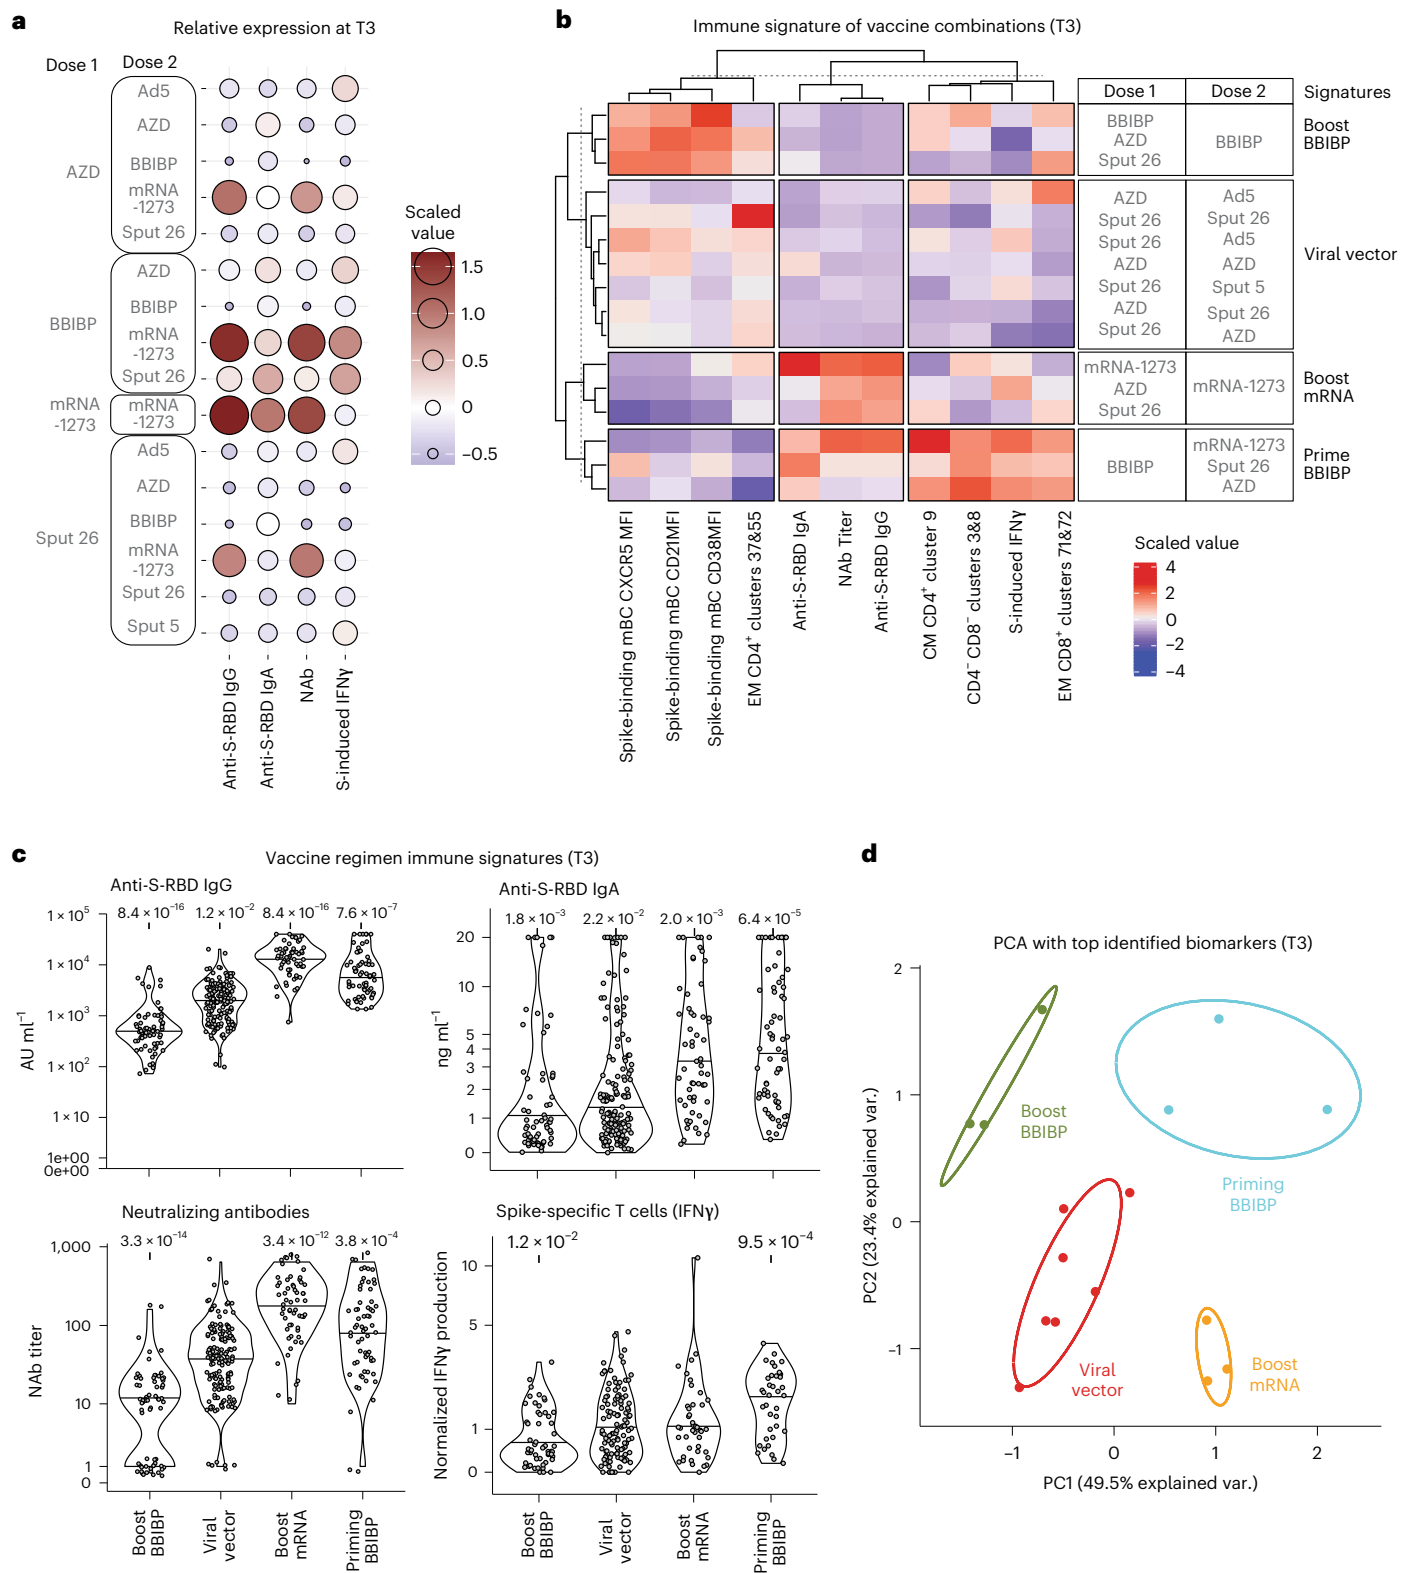 a
Relative expression at T3
Dose 1
Dose 2
AZD
Ad5
AZD
BBIBP
mRNA
-1273
Sput 26
BBIBP
AZD
BBIBP
mRNA
-1273
Sput 26
mRNA
-1273
mRNA
-1273
Sput 26
Ad5
AZD
BBIBP
mRNA
-1273
Sput 26
Sput 5
Anti-S-RBD IgG
Anti-S-RBD IgA
NAb
S-induced IFNγ
Scaled
value
1.5
1.0
0.5
0
−0.5
b
Immune signature of vaccine combinations (T3)
Dose 1
Dose 2
Signatures
BBIBP
AZD
Sput 26
BBIBP
Boost
BBIBP
AZD
Sput 26
Sput 26
AZD
Sput 26
AZD
Sput 26
Ad5
Sput 26
Ad5
AZD
Sput 5
Sput 26
AZD
Viral vector
mRNA-1273
AZD
Sput 26
mRNA-1273
Boost
mRNA
BBIBP
mRNA-1273
Sput 26
AZD
Prime
BBIBP
Spike-binding mBC CXCR5 MFI
Spike-binding mBC CD21MFI
Spike-binding mBC CD38MFI
EM CD4⁺ clusters 37&55
Anti-S-RBD IgA
NAb Titer
Anti-S-RBD IgG
CM CD4⁺ cluster 9
CD4⁻ CD8⁻ clusters 3&8
S-induced IFNγ
EM CD8⁺ clusters 71&72
Scaled value
4
2
0
−2
−4
c
Vaccine regimen immune signatures (T3)
Anti-S-RBD IgG
8.4 × 10⁻¹⁶ 1.2 × 10⁻² 8.4 × 10⁻¹⁶ 7.6 × 10⁻⁷
AU ml⁻¹
1 × 10⁵
1 × 10⁴
1 × 10³
1 × 10²
1 × 10
1e+00
0e+00
Anti-S-RBD IgA
1.8 × 10⁻³ 2.2 × 10⁻² 2.0 × 10⁻³ 6.4 × 10⁻⁵
ng ml⁻¹
20
10
5
4
3
2
1
0
Neutralizing antibodies
3.3 × 10⁻¹⁴ 3.4 × 10⁻¹² 3.8 × 10⁻⁴
NAb titer
1,000
100
10
1
0
Boost
BBIBP
Viral
vector
Boost
mRNA
Priming
BBIBP
Spike-specific T cells (IFNγ)
1.2 × 10⁻² 9.5 × 10⁻⁴
Normalized IFNγ production
10
5
1
0
Boost
BBIBP
Viral
vector
Boost
mRNA
Priming
BBIBP
d
PCA with top identified biomarkers (T3)
PC2 (23.4% explained var.)
2
1
0
−1
Boost
BBIBP
Priming
BBIBP
Viral
vector
Boost
mRNA
−1
0
1
2
PC1 (49.5% explained var.)